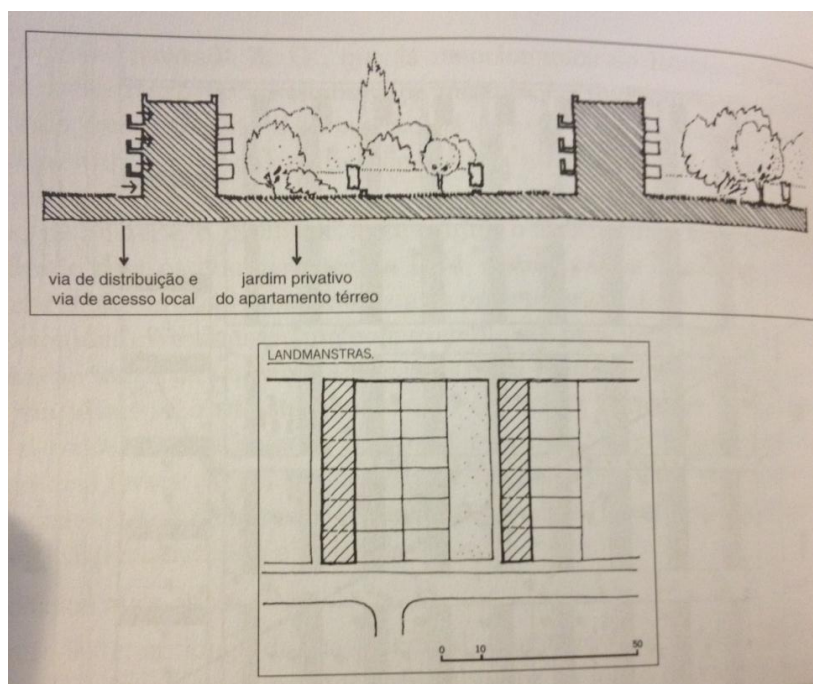 via de distribuição e
via de acesso local
jardim privativo
do apartamento térreo
LANDMANSTRAS.
0 10 50